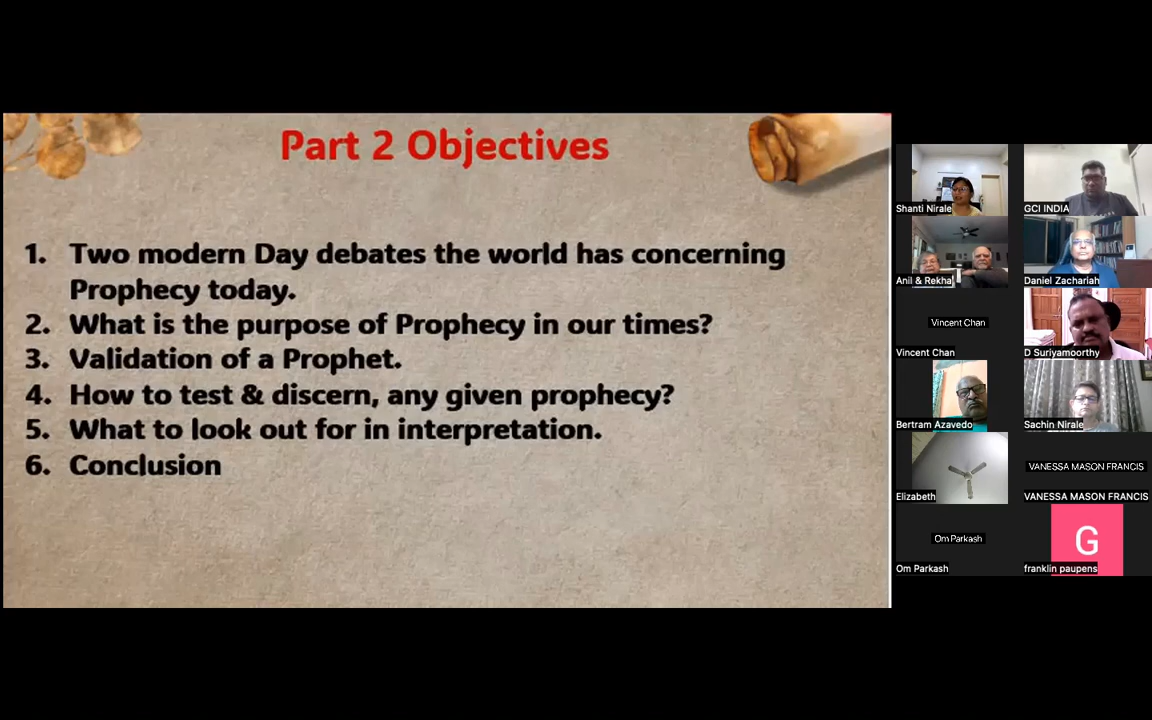 Part 2 Objectives
1. Two modern Day debates the world has concerning
Prophecy today.
2. What is the purpose of Prophecy in our times?
3. Validation of a Prophet.
4. How to test & discern, any given prophecy?
5. What to look out for in interpretation.
6. Conclusion
Shanti Nirale
GCI INDIA
Anil & Rekha
Daniel Zachariah
Vincent Chan
Vincent Chan
D Suriyamoorthy
Bertram Azavedo
Sachin Nirale
Elizabeth
VANESSA MASON FRANCIS
VANESSA MASON FRANCIS
Om Parkash
Om Parkash
G
franklin paupens